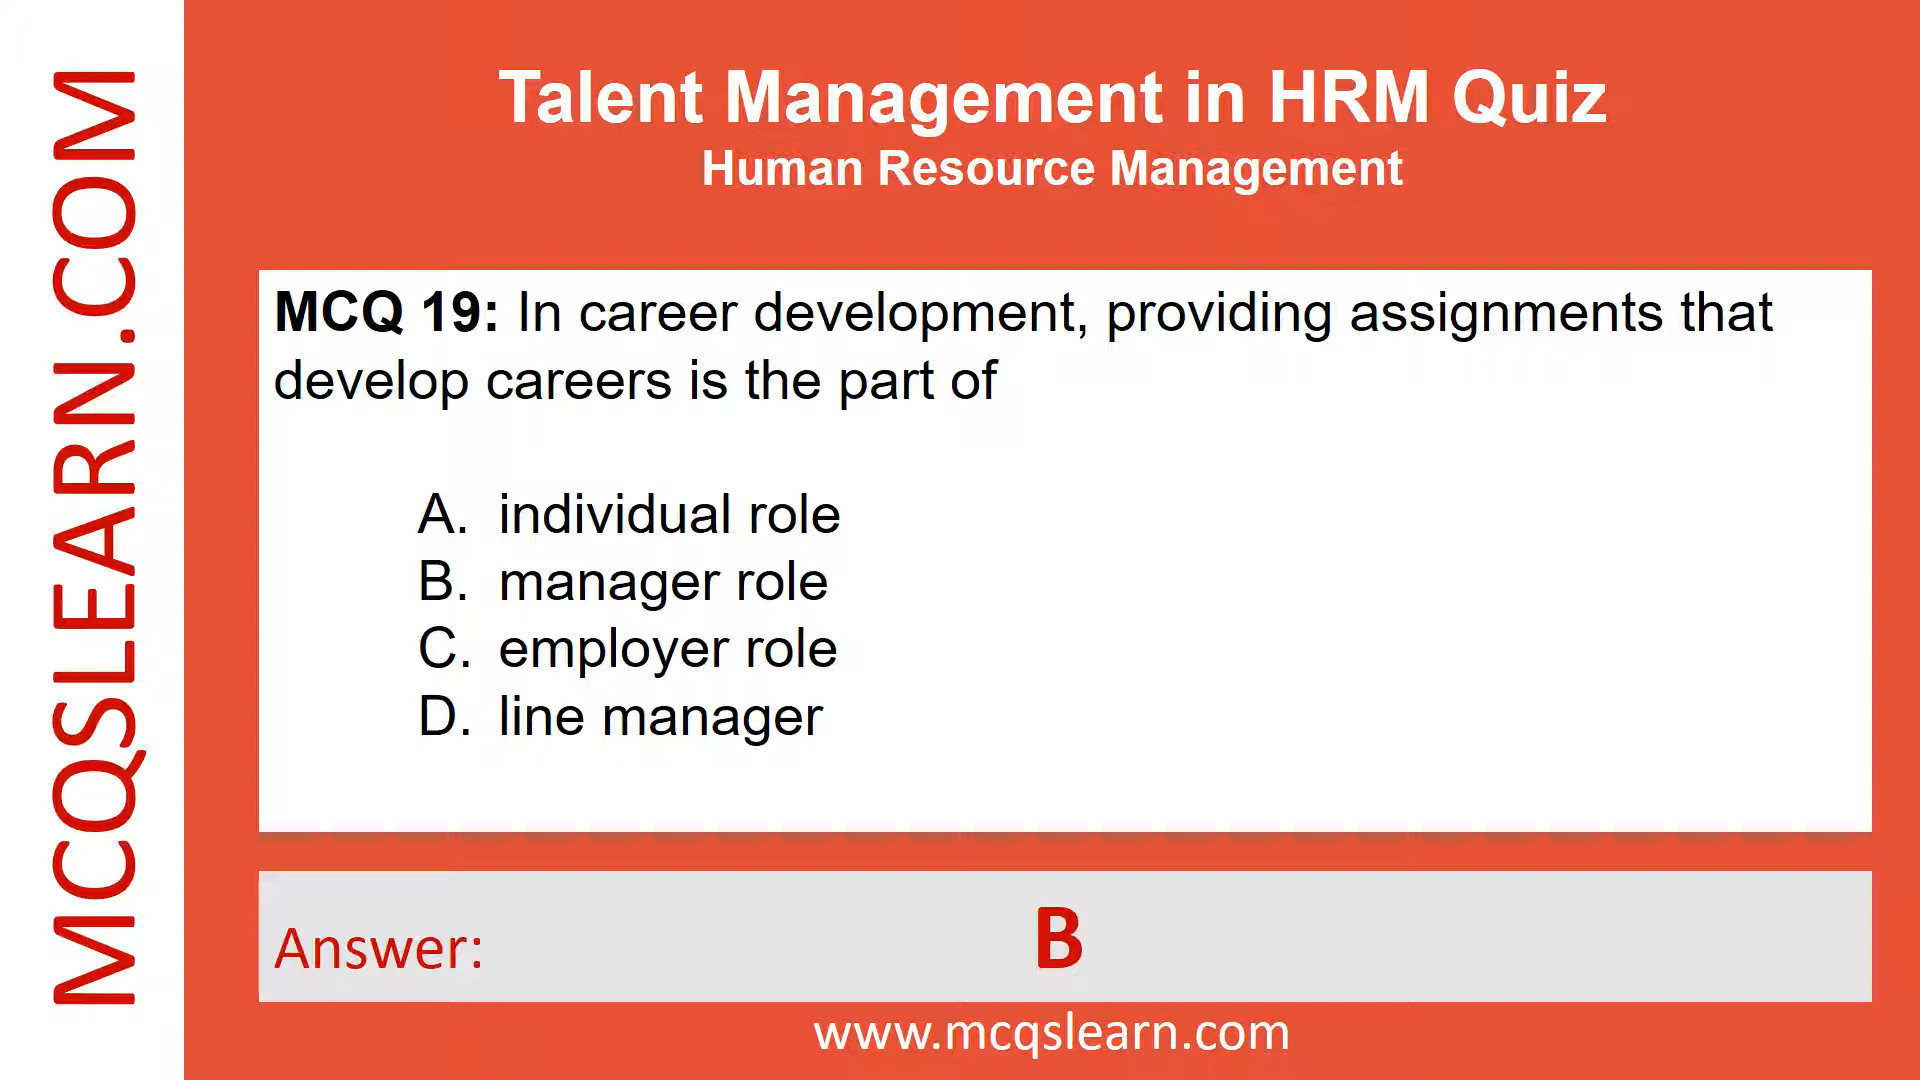 MCQSLEARN.COM
Talent Management in HRM Quiz
Human Resource Management
MCQ 19: In career development, providing assignments that
develop careers is the part of
A. individual role
B. manager role
C. employer role
D. line manager
Answer: B
www.mcqslearn.com